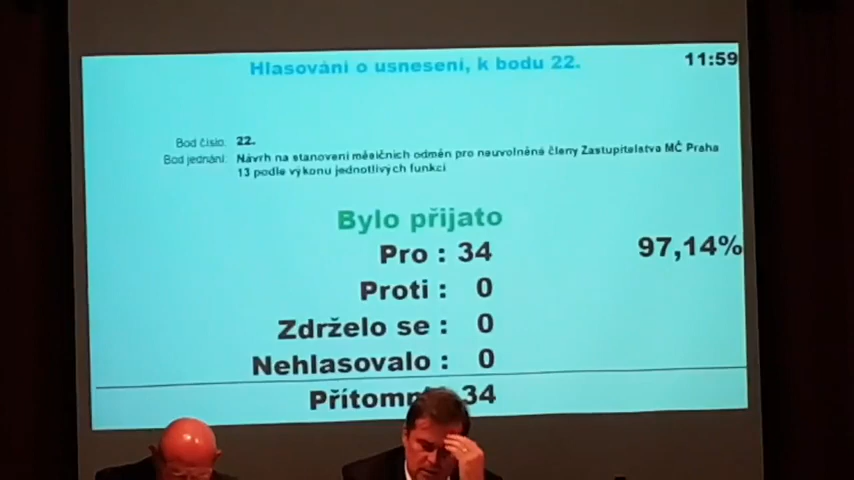 Hlasování o usnesení, k bodu 22.
11:59
Bod číslo: 22.
Bod jednání: Návrh na stanovení měsíčních odměn pro neuvolněné členy Zastupitelstva MČ Praha
13 podle výkonu jednotlivých funkcí
Bylo přijato
Pro : 34 97,14%
Proti : 0
Zdrželo se : 0
Nehlasovalo : 0
34